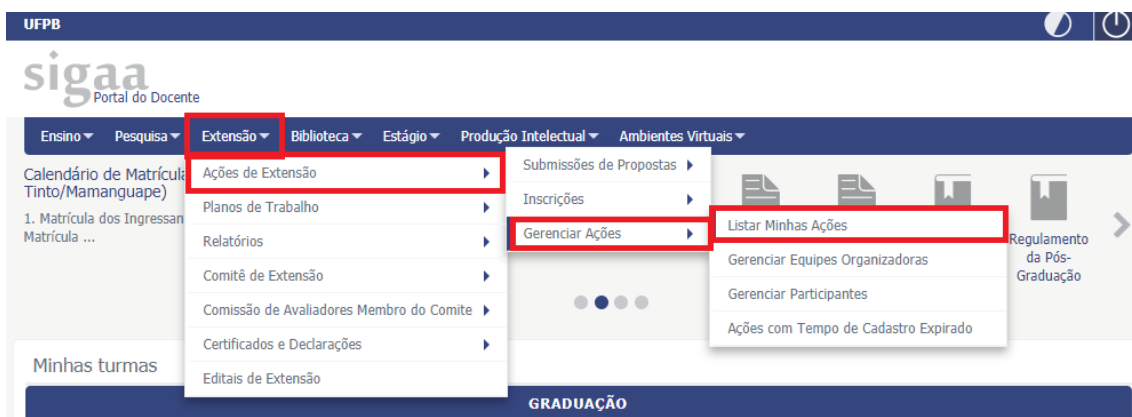 UFPB
sigaa
Portal do Docente
Ensino Pesquisa Extensão Biblioteca Estágio Produção Intelectual Ambientes Virtuais
Calendário de Matrícula
Tinto/Mamanguape)
1. Matrícula dos Ingressan
Matrícula ...
Ações de Extensão
Planos de Trabalho
Relatórios
Comitê de Extensão
Comissão de Avaliadores Membro do Comite
Certificados e Declarações
Editais de Extensão
Submissões de Propostas
Inscrições
Gerenciar Ações
Listar Minhas Ações
Gerenciar Equipes Organizadoras
Gerenciar Participantes
Ações com Tempo de Cadastro Expirado
Regulamento
da Pós-
Graduação
Minhas turmas
GRADUAÇÃO